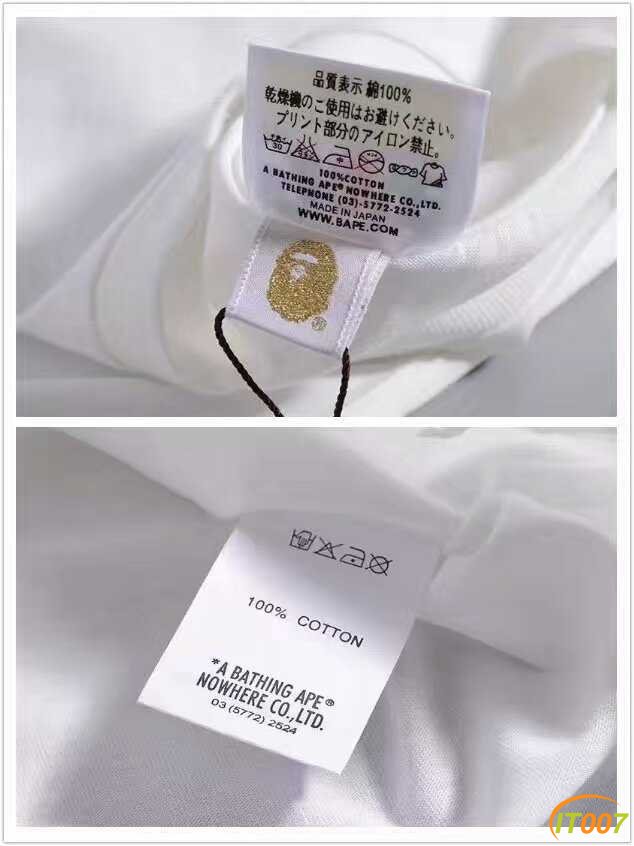 品質表示 綿100%
乾燥機のご使用はお避けください。
プリント部分のアイロン禁止。
30
100%COTTON
A BATHING APE® NOWHERE CO.,LTD.
TELEPHONE (03)-5772-2524
MADE IN JAPAN
WWW.BAPE.COM
®
100% COTTON
*A BATHING APE®
NOWHERE CO.,LTD.
03 (5772) 2524
IT007